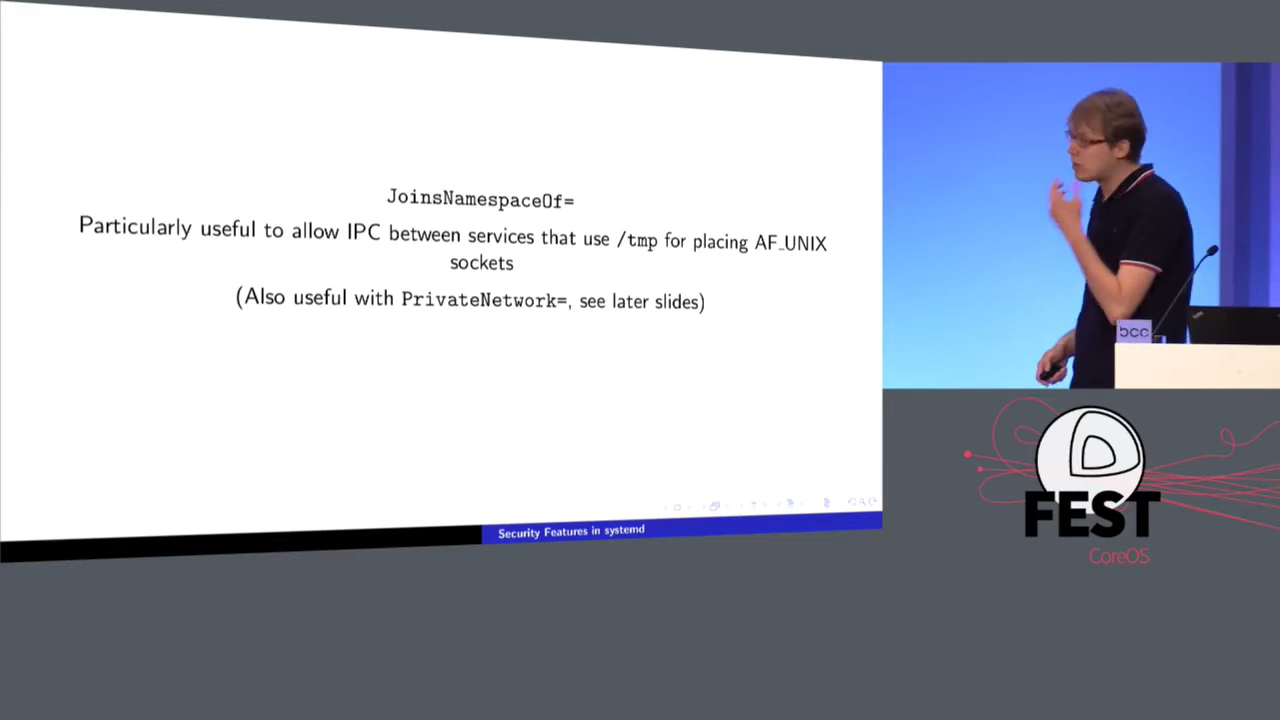 JoinsNamespaceOf=
Particularly useful to allow IPC between services that use /tmp for placing AF_UNIX
sockets
(Also useful with PrivateNetwork=, see later slides)
Security Features in systemd
bcc
FEST
CoreOS